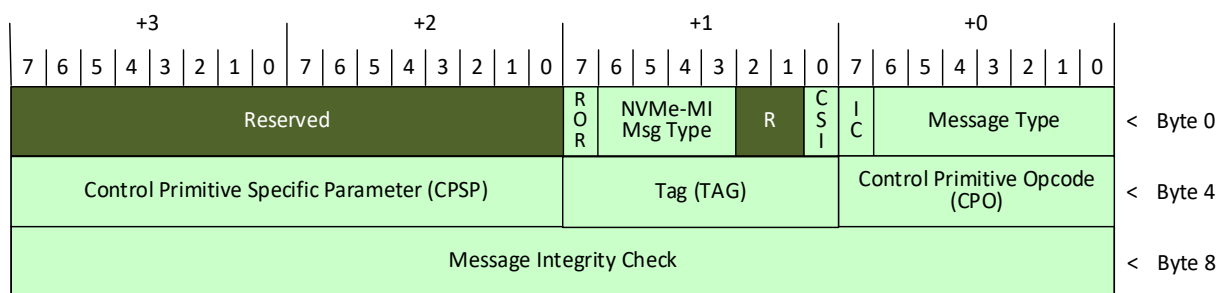 +3 +2 +1 +0
7 6 5 4 3 2 1 0 7 6 5 4 3 2 1 0 7 6 5 4 3 2 1 0 7 6 5 4 3 2 1 0
Reserved
ROR
NVMe-MI
Msg Type
R
CSI
IC
Message Type
< Byte 0
Control Primitive Specific Parameter (CPSP)
Tag (TAG)
Control Primitive Opcode
(CPO)
< Byte 4
Message Integrity Check
< Byte 8